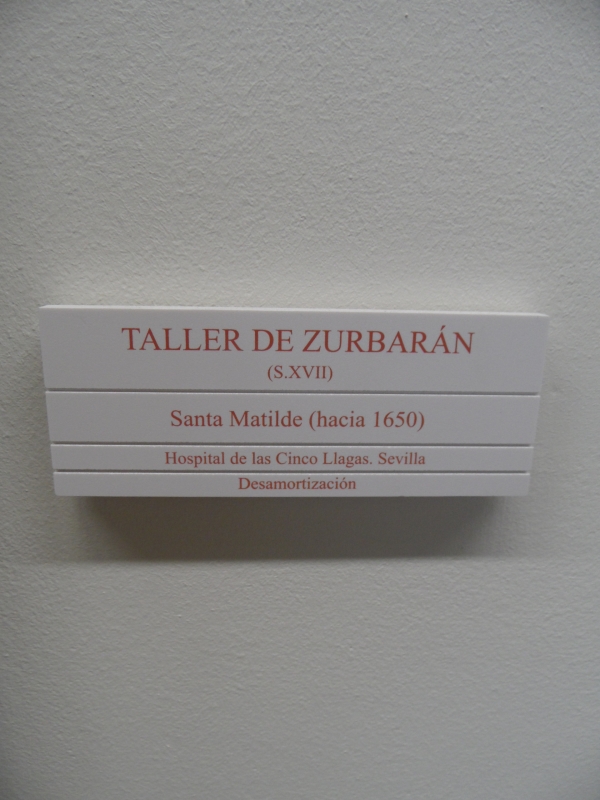 TALLER DE ZURBARÁN
(S.XVII)
Santa Matilde (hacia 1650)
Hospital de las Cinco Llagas. Sevilla
Desamortización